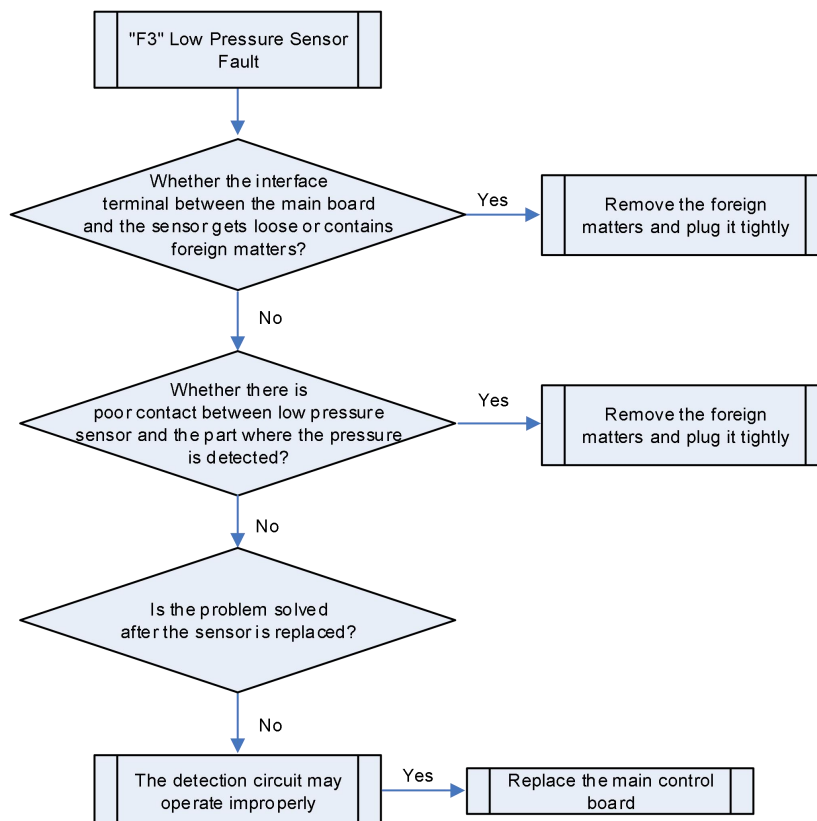 "F3" Low Pressure Sensor
Fault
Whether the interface
terminal between the main board
and the sensor gets loose or contains
foreign matters?
Yes
Remove the foreign
matters and plug it tightly
No
Whether there is
poor contact between low pressure
sensor and the part where the pressure
is detected?
Yes
Remove the foreign
matters and plug it tightly
No
Is the problem solved
after the sensor is replaced?
No
The detection circuit may
operate improperly
Yes
Replace the main control
board